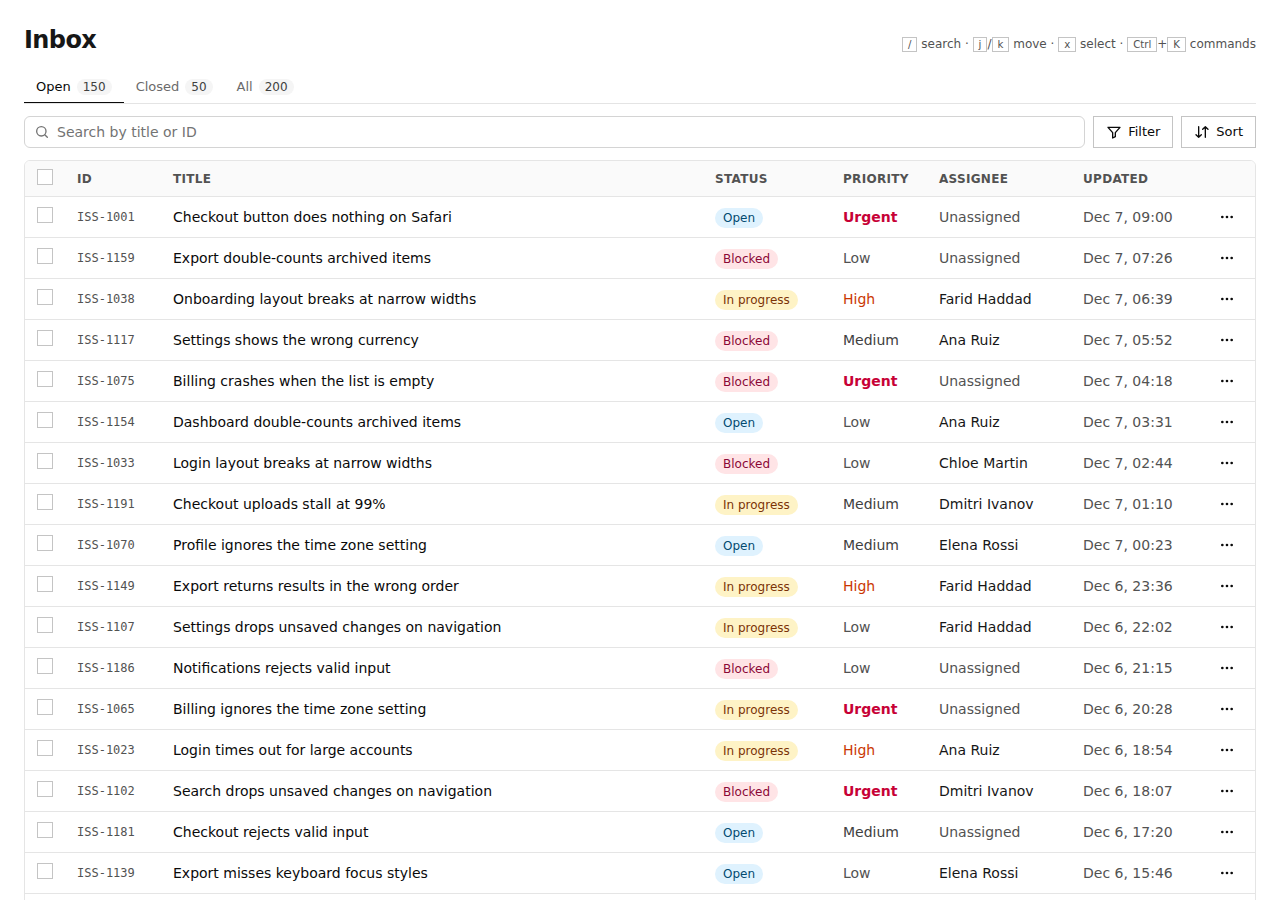 Inbox
/ search · j/k move · x select · Ctrl+K commands
Open 150 Closed 50 All 200
Search by title or ID Filter Sort
ID TITLE STATUS PRIORITY ASSIGNEE UPDATED
ISS-1001 Checkout button does nothing on Safari Open Urgent Unassigned Dec 7, 09:00
ISS-1159 Export double-counts archived items Blocked Low Unassigned Dec 7, 07:26
ISS-1038 Onboarding layout breaks at narrow widths In progress High Farid Haddad Dec 7, 06:39
ISS-1117 Settings shows the wrong currency Blocked Medium Ana Ruiz Dec 7, 05:52
ISS-1075 Billing crashes when the list is empty Blocked Urgent Unassigned Dec 7, 04:18
ISS-1154 Dashboard double-counts archived items Open Low Ana Ruiz Dec 7, 03:31
ISS-1033 Login layout breaks at narrow widths Blocked Low Chloe Martin Dec 7, 02:44
ISS-1191 Checkout uploads stall at 99% In progress Medium Dmitri Ivanov Dec 7, 01:10
ISS-1070 Profile ignores the time zone setting Open Medium Elena Rossi Dec 7, 00:23
ISS-1149 Export returns results in the wrong order In progress High Farid Haddad Dec 6, 23:36
ISS-1107 Settings drops unsaved changes on navigation In progress Low Farid Haddad Dec 6, 22:02
ISS-1186 Notifications rejects valid input Blocked Low Unassigned Dec 6, 21:15
ISS-1065 Billing ignores the time zone setting In progress Urgent Unassigned Dec 6, 20:28
ISS-1023 Login times out for large accounts In progress High Ana Ruiz Dec 6, 18:54
ISS-1102 Search drops unsaved changes on navigation Blocked Urgent Dmitri Ivanov Dec 6, 18:07
ISS-1181 Checkout rejects valid input Open Medium Unassigned Dec 6, 17:20
ISS-1139 Export misses keyboard focus styles Open Low Elena Rossi Dec 6, 15:46